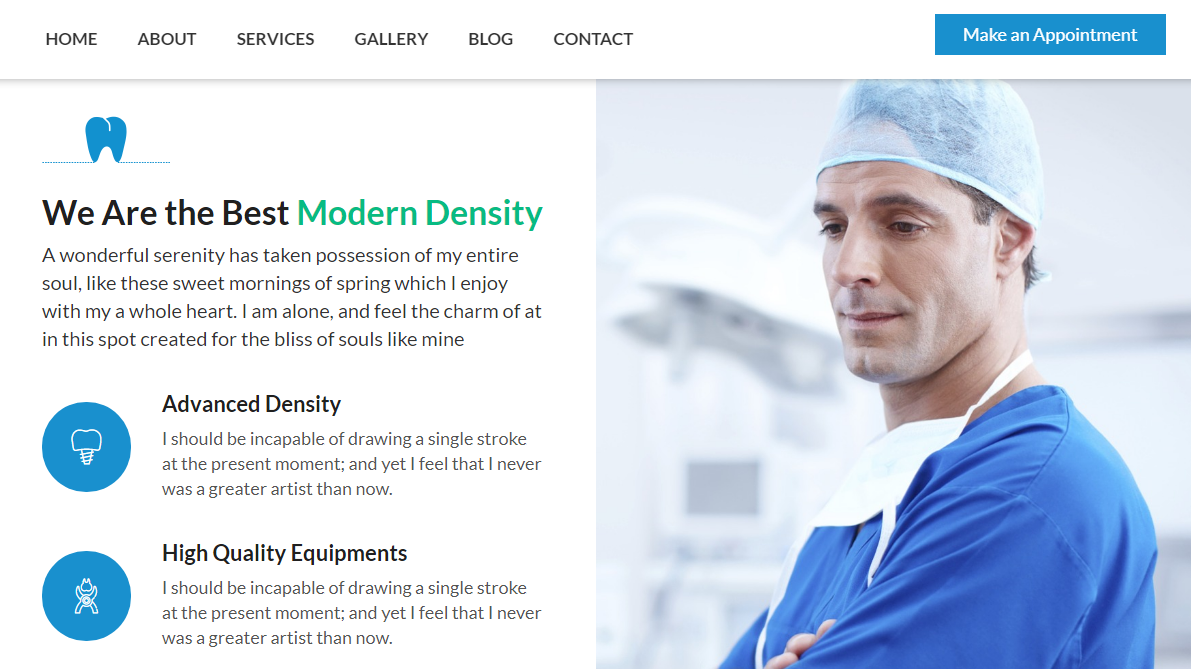 HOME ABOUT SERVICES GALLERY BLOG CONTACT Make an Appointment
We Are the Best Modern Density
A wonderful serenity has taken possession of my entire
soul, like these sweet mornings of spring which I enjoy
with my a whole heart. I am alone, and feel the charm of at
in this spot created for the bliss of souls like mine
Advanced Density
I should be incapable of drawing a single stroke
at the present moment; and yet I feel that I never
was a greater artist than now.
High Quality Equipments
I should be incapable of drawing a single stroke
at the present moment; and yet I feel that I never
was a greater artist than now.